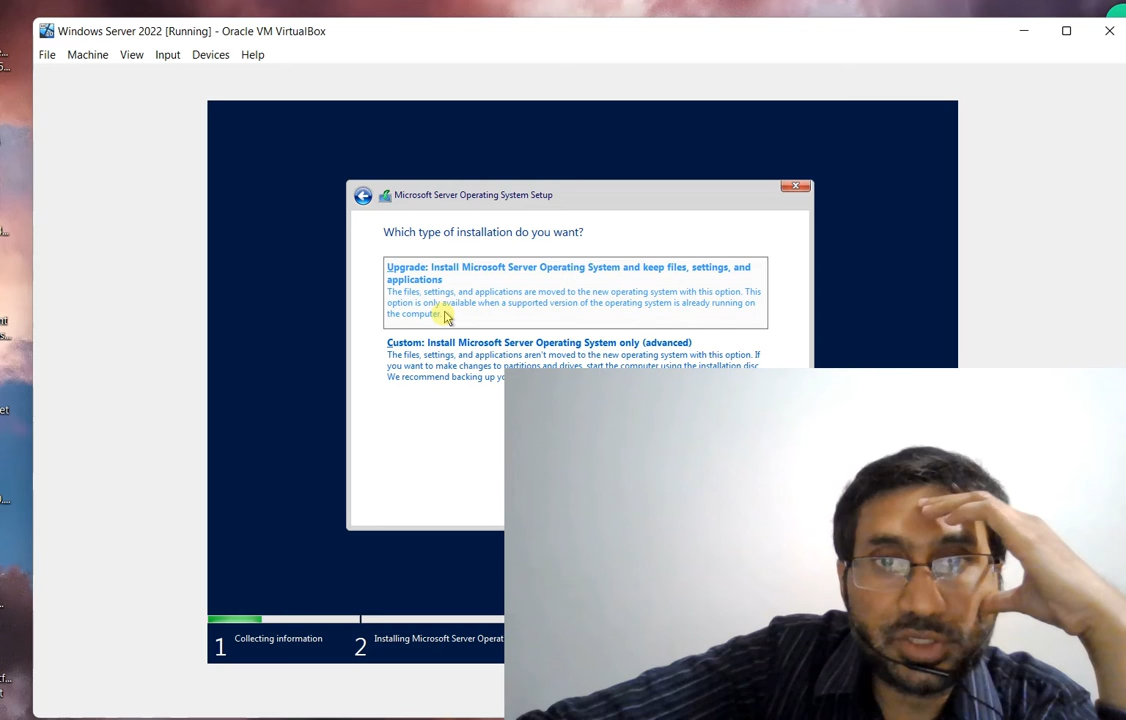 Windows Server 2022 [Running] - Oracle VM VirtualBox
File Machine View Input Devices Help
Microsoft Server Operating System Setup
Which type of installation do you want?
Upgrade: Install Microsoft Server Operating System and keep files, settings, and
applications
The files, settings, and applications are moved to the new operating system with this option. This
option is only available when a supported version of the operating system is already running on
the computer.
Custom: Install Microsoft Server Operating System only (advanced)
The files, settings, and applications aren't moved to the new operating system with this option. If
you want to make changes to partitions and drives, start the computer using the installation disc.
We recommend backing up
1 Collecting information
2 Installing Microsoft Server